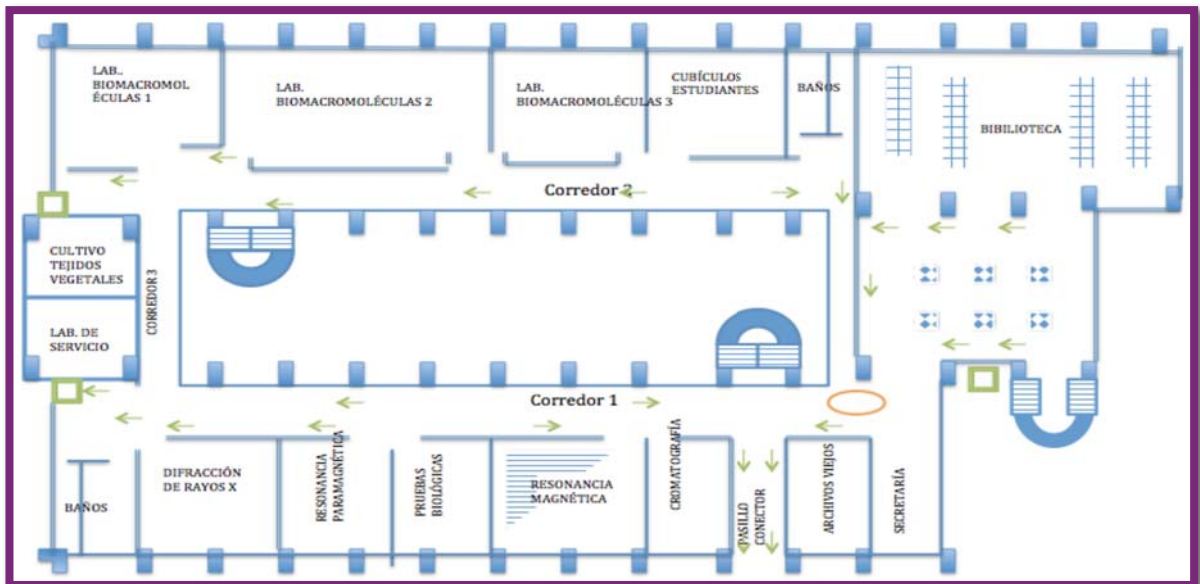 LAB..
BIOMACROMOL
ÉCULAS 1
LAB.
BIOMACROMOLÉCULAS 2
LAB.
BIOMACROMOLÉCULAS 3
CUBÍCULOS
ESTUDIANTES
BAÑOS
BIBILIOTECA
Corredor 2
CULTIVO
TEJIDOS
VEGETALES
CORREDOR 3
LAB. DE
SERVICIO
Corredor 1
BAÑOS
DIFRACCIÓN
DE RAYOS X
RESONANCIA
PARAMAGNÉTICA
PRUEBAS
BIOLÓGICAS
RESONANCIA
MAGNÉTICA
CROMATOGRAFÍA
PASILLO
CONECTOR
ARCHIVOS VIEJOS
SECRETARÍA